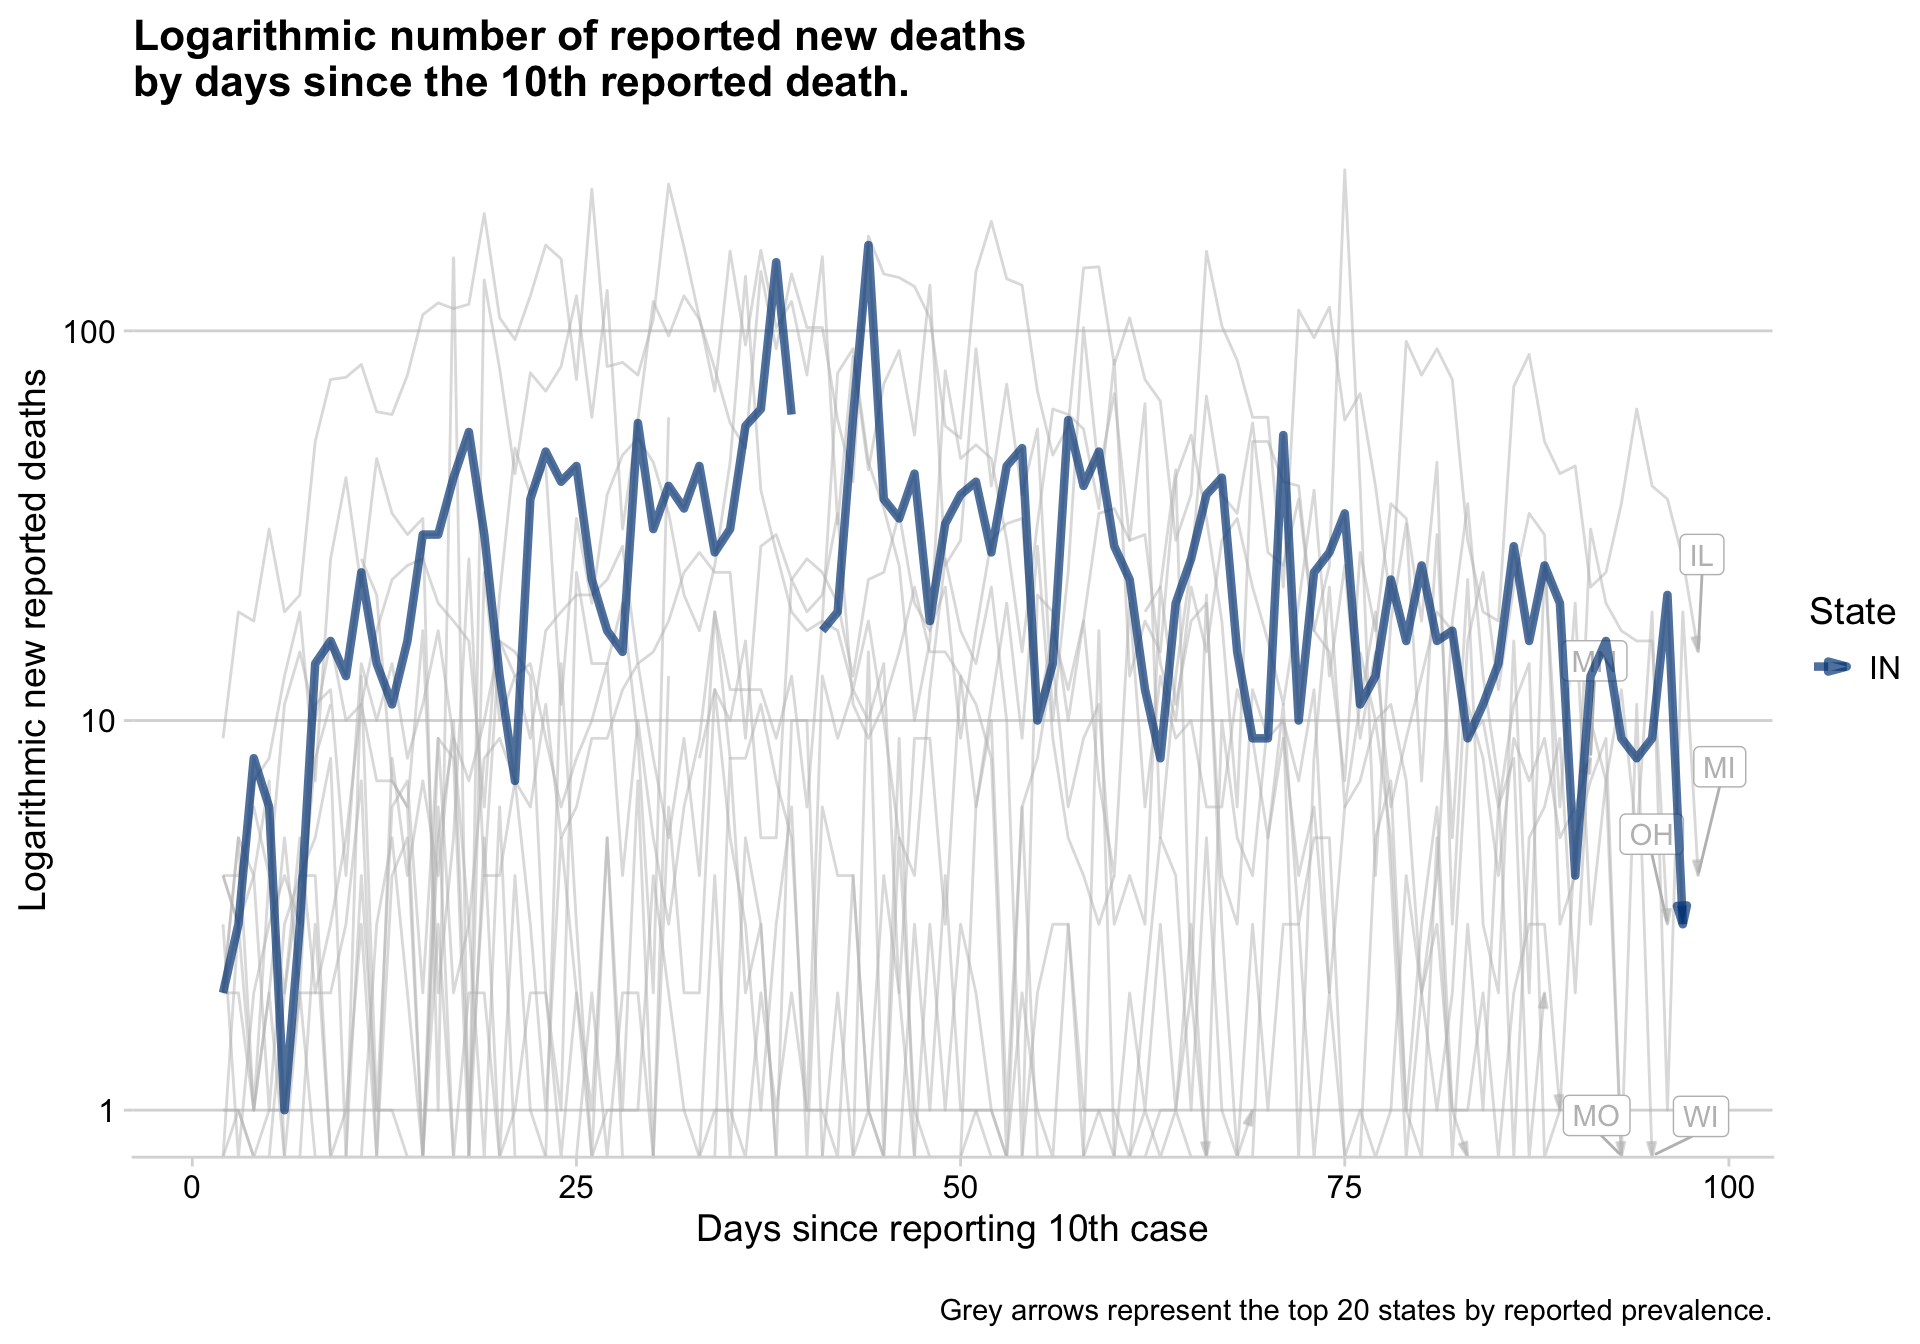 Logarithmic number of reported new deaths
by days since the 10th reported death.
Logarithmic new reported deaths
100
10
1
IL
MI
OH
MO
WI
State
IN
0 25 50 75 100
Days since reporting 10th case
Grey arrows represent the top 20 states by reported prevalence.